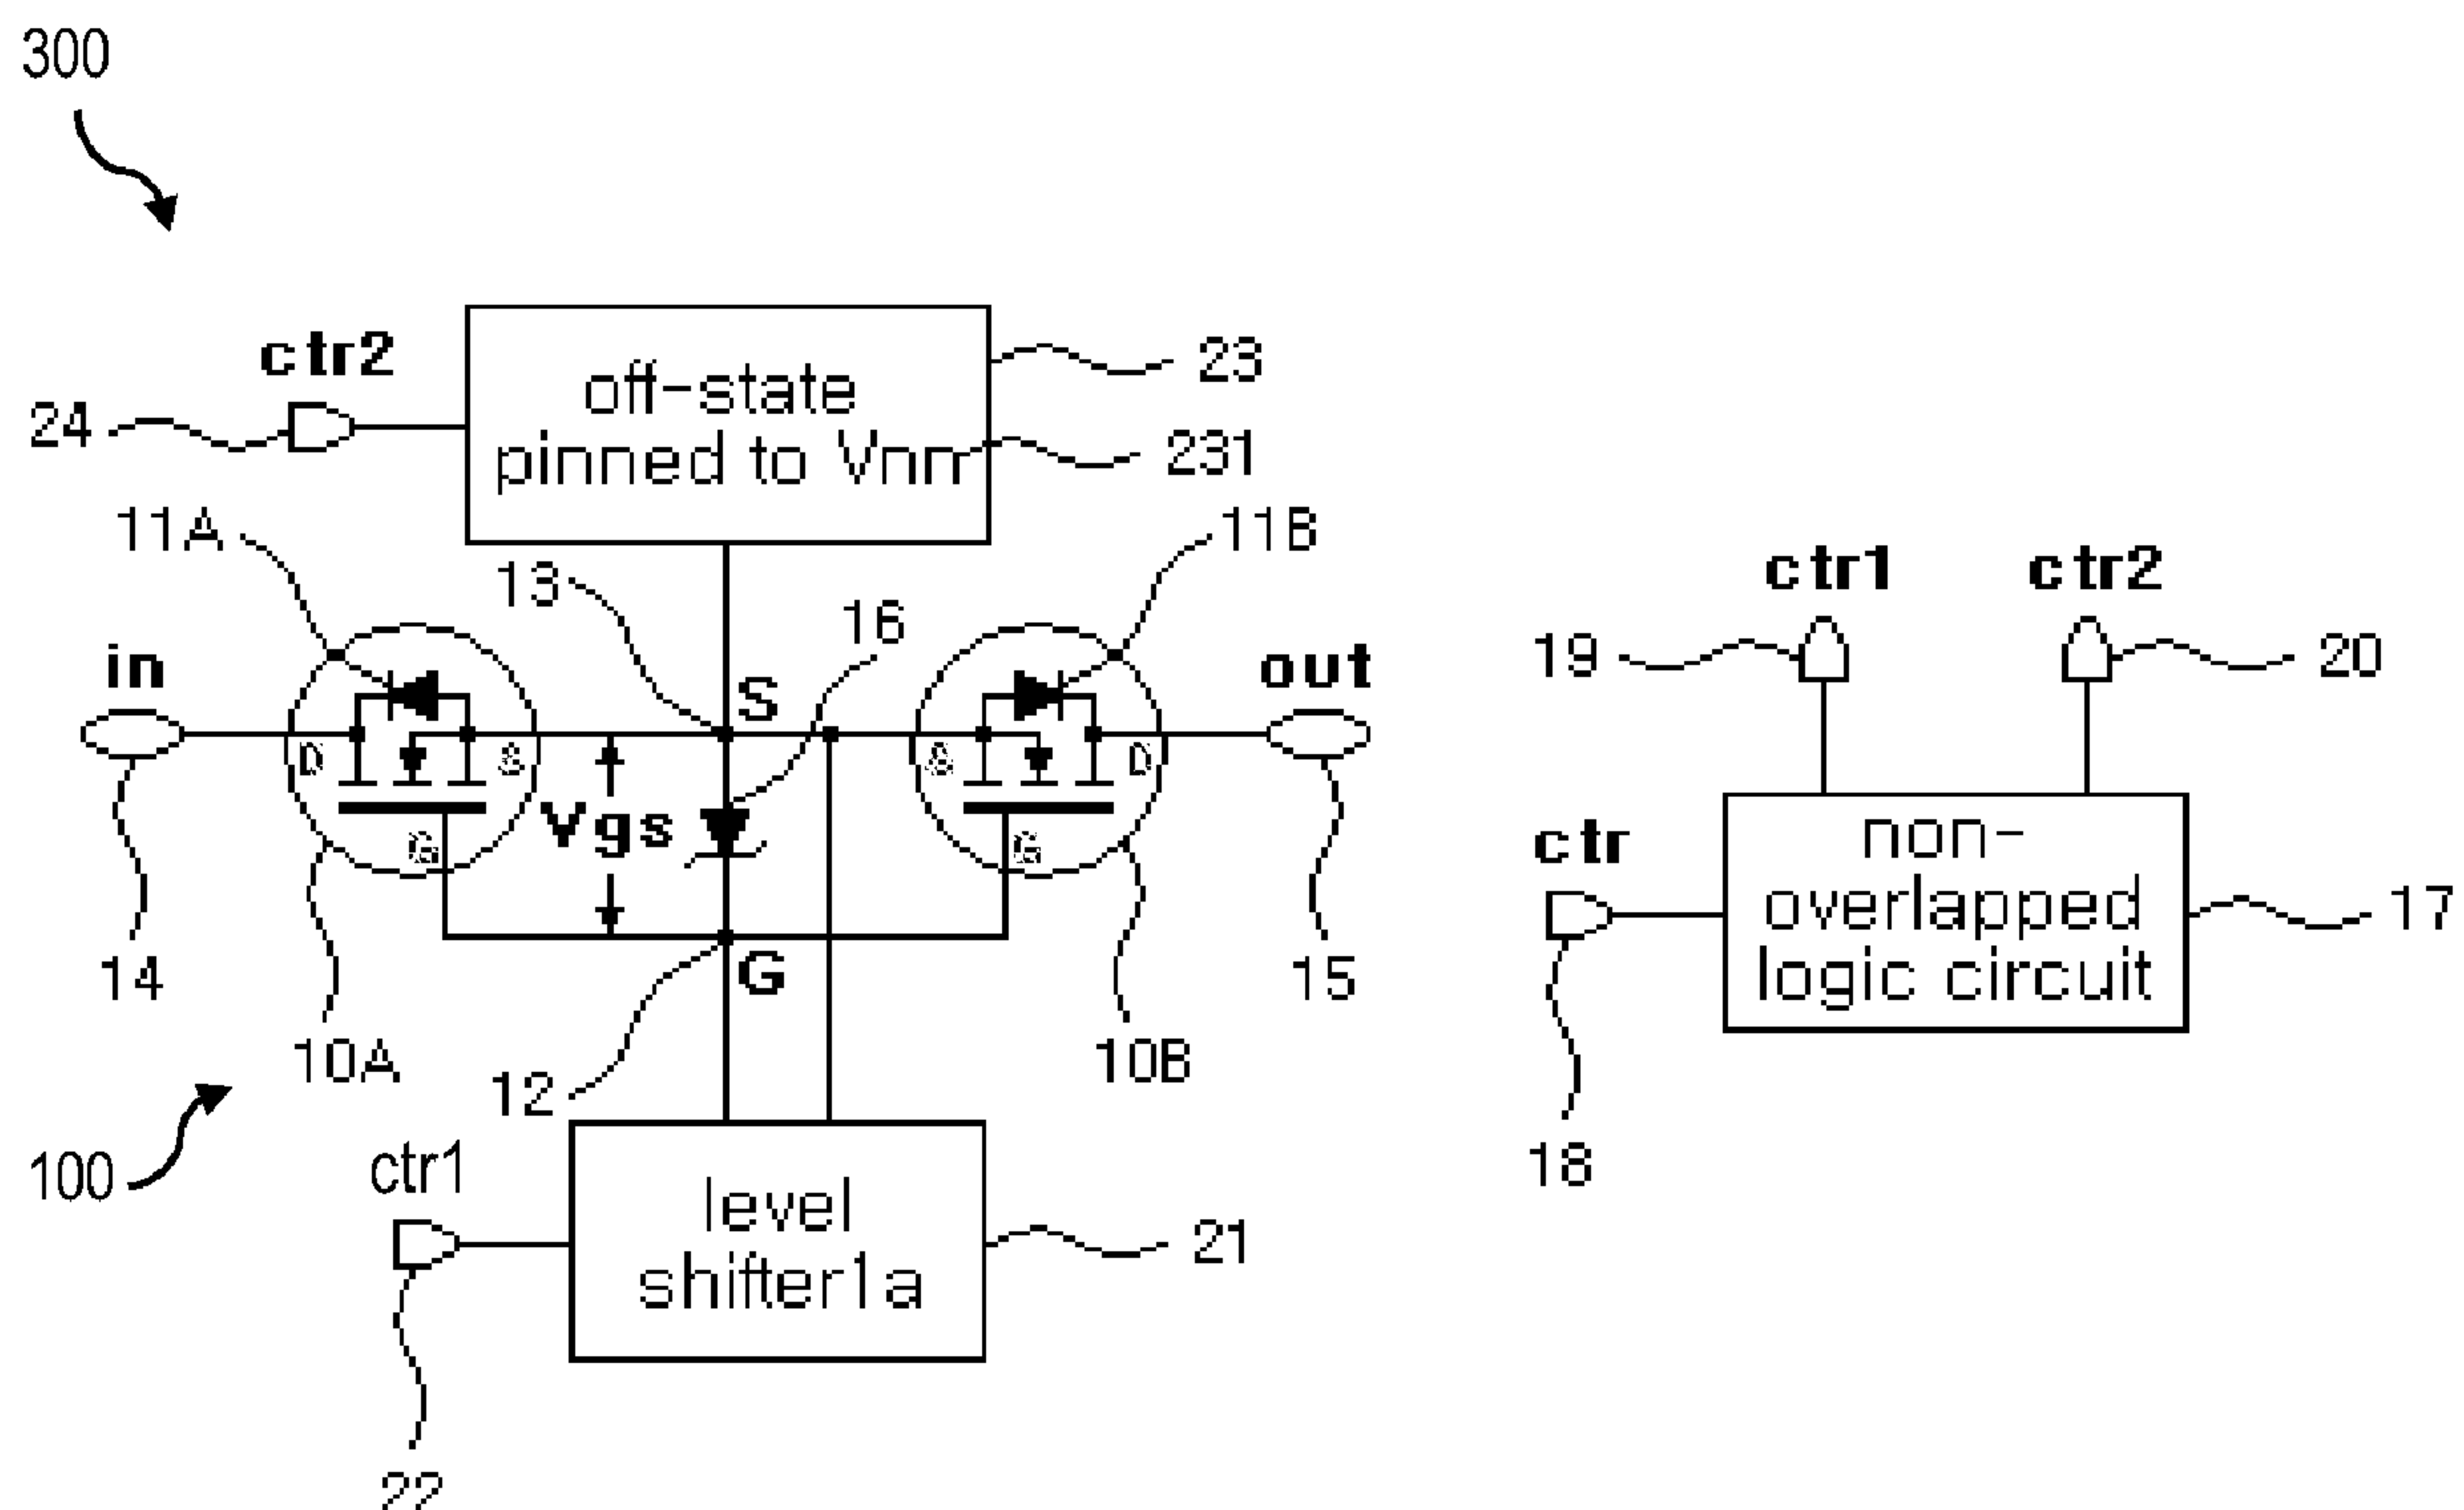 300
ctr2
off-state
pinned to Vnn
23
24
231
11A
11B
13
16
ctr1
ctr2
in
S
out
19
20
D
S
S
D
Vgs
G
G
ctr
non-
overlapped
logic circuit
17
14
G
15
10A
12
10B
18
100
ctr1
level
shifter1a
21
22